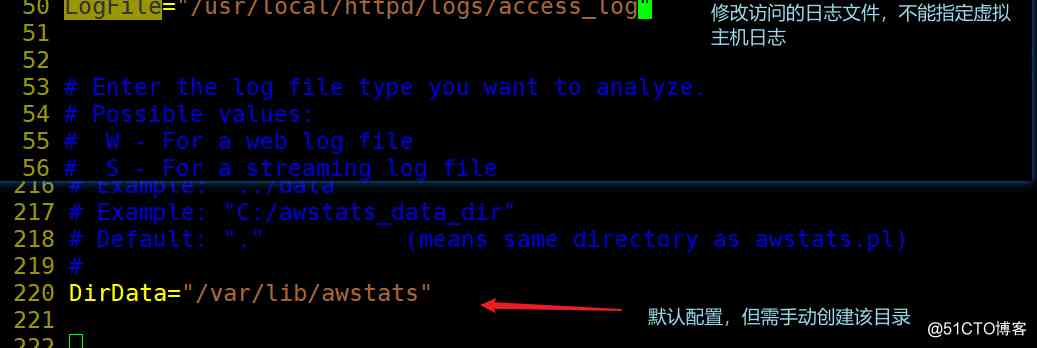 50 LogFile="/usr/local/httpd/logs/access_log"
修改访问的日志文件，不能指定虚拟
主机日志
51
52
53 # Enter the log file type you want to analyze.
54 # Possible values:
55 #  W - For a web log file
56 #  S - For a streaming log file
216 # Example: "../data"
217 # Example: "C:/awstats_data_dir"
218 # Default: "."          (means same directory as awstats.pl)
219 #
220 DirData="/var/lib/awstats"
221
默认配置，但需手动创建该目录
222
@51CTO博客